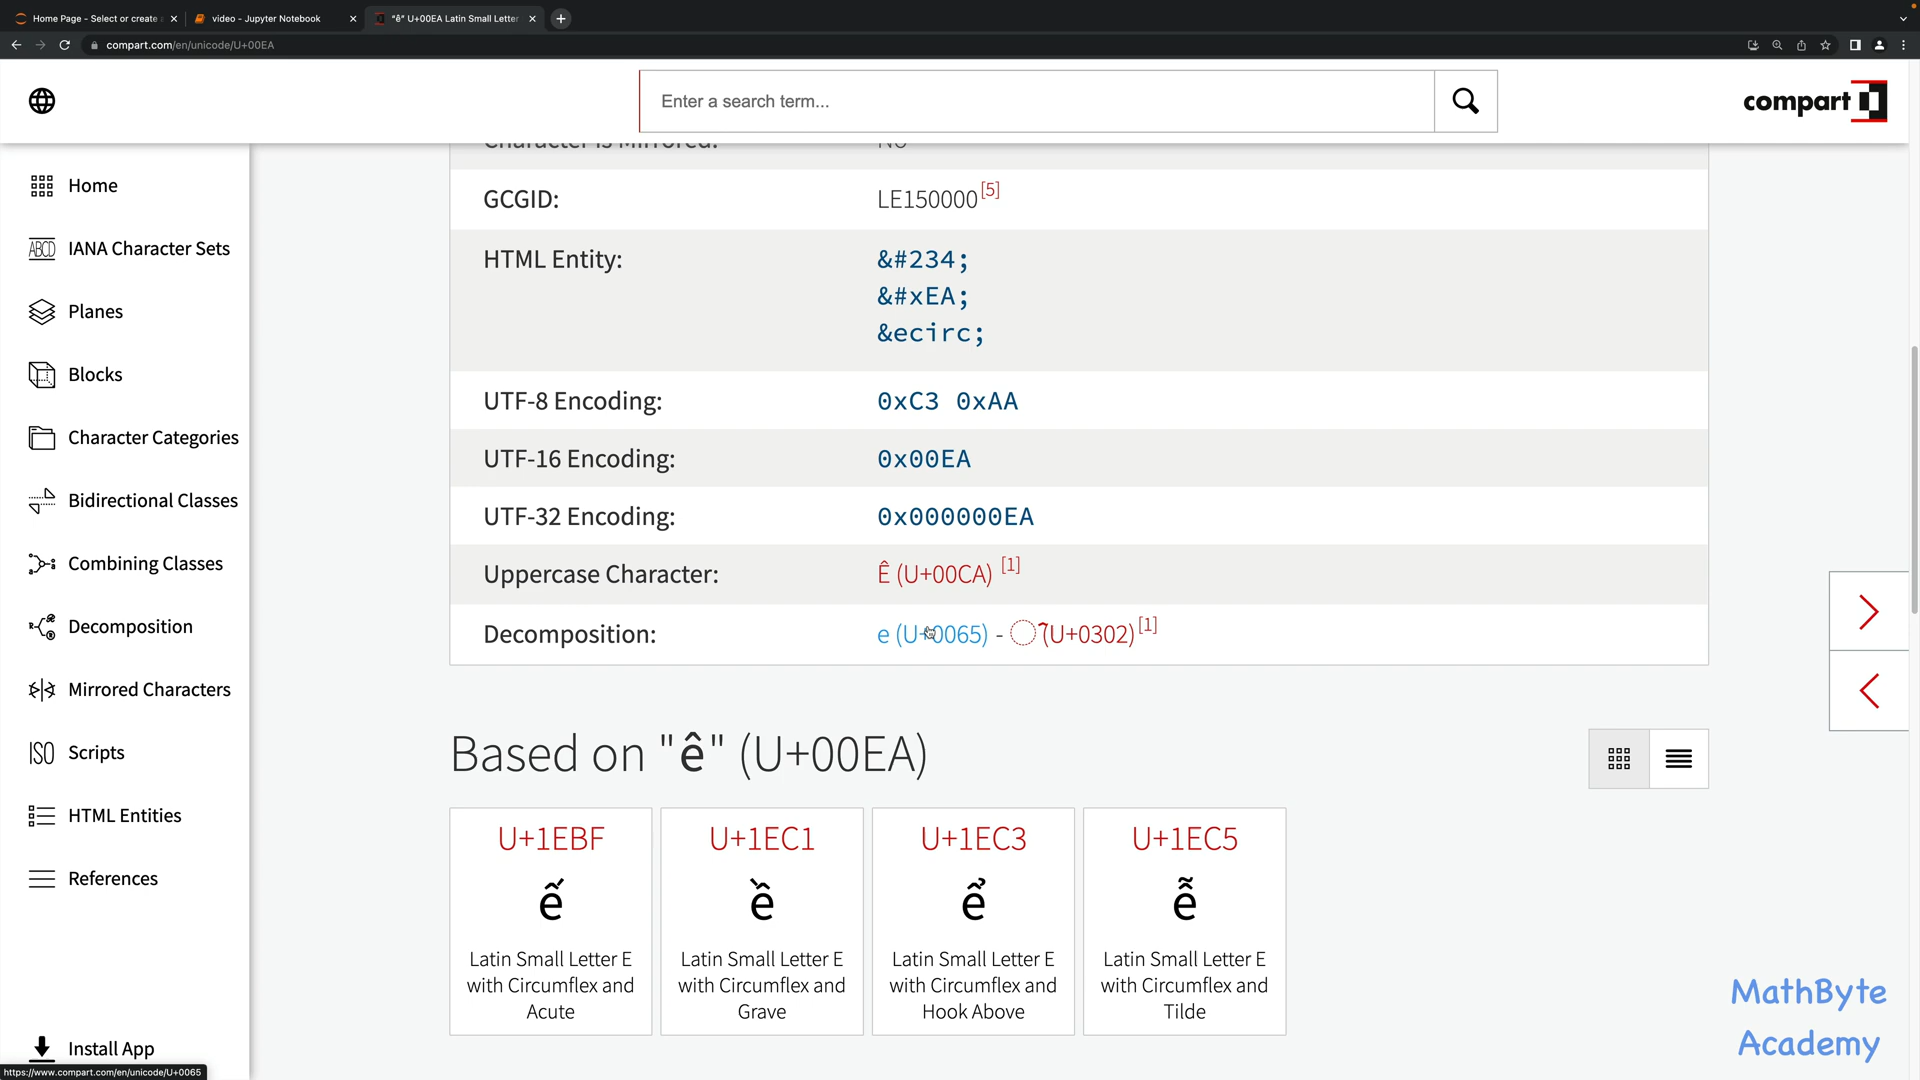 Home Page - Select or create
video - Jupyter Notebook
"ê" U+00EA Latin Small Letter
compart.com/en/unicode/U+00EA
Enter a search term...
compart
Home
IANA Character Sets
Planes
Blocks
Character Categories
Bidirectional Classes
Combining Classes
Decomposition
Mirrored Characters
ISO Scripts
HTML Entities
References
Install App
https://www.compart.com/en/unicode/U+0065
GCGID: LE150000[5]
HTML Entity: &#234;
&#xEA;
&ecirc;
UTF-8 Encoding: 0xC3 0xAA
UTF-16 Encoding: 0x00EA
UTF-32 Encoding: 0x000000EA
Uppercase Character: Ê (U+00CA) [1]
Decomposition: e (U+0065) - ◌̂ (U+0302)[1]
Based on "ê" (U+00EA)
U+1EBF
ế
Latin Small Letter E
with Circumflex and
Acute
U+1EC1
ề
Latin Small Letter E
with Circumflex and
Grave
U+1EC3
ể
Latin Small Letter E
with Circumflex and
Hook Above
U+1EC5
ễ
Latin Small Letter E
with Circumflex and
Tilde
MathByte
Academy